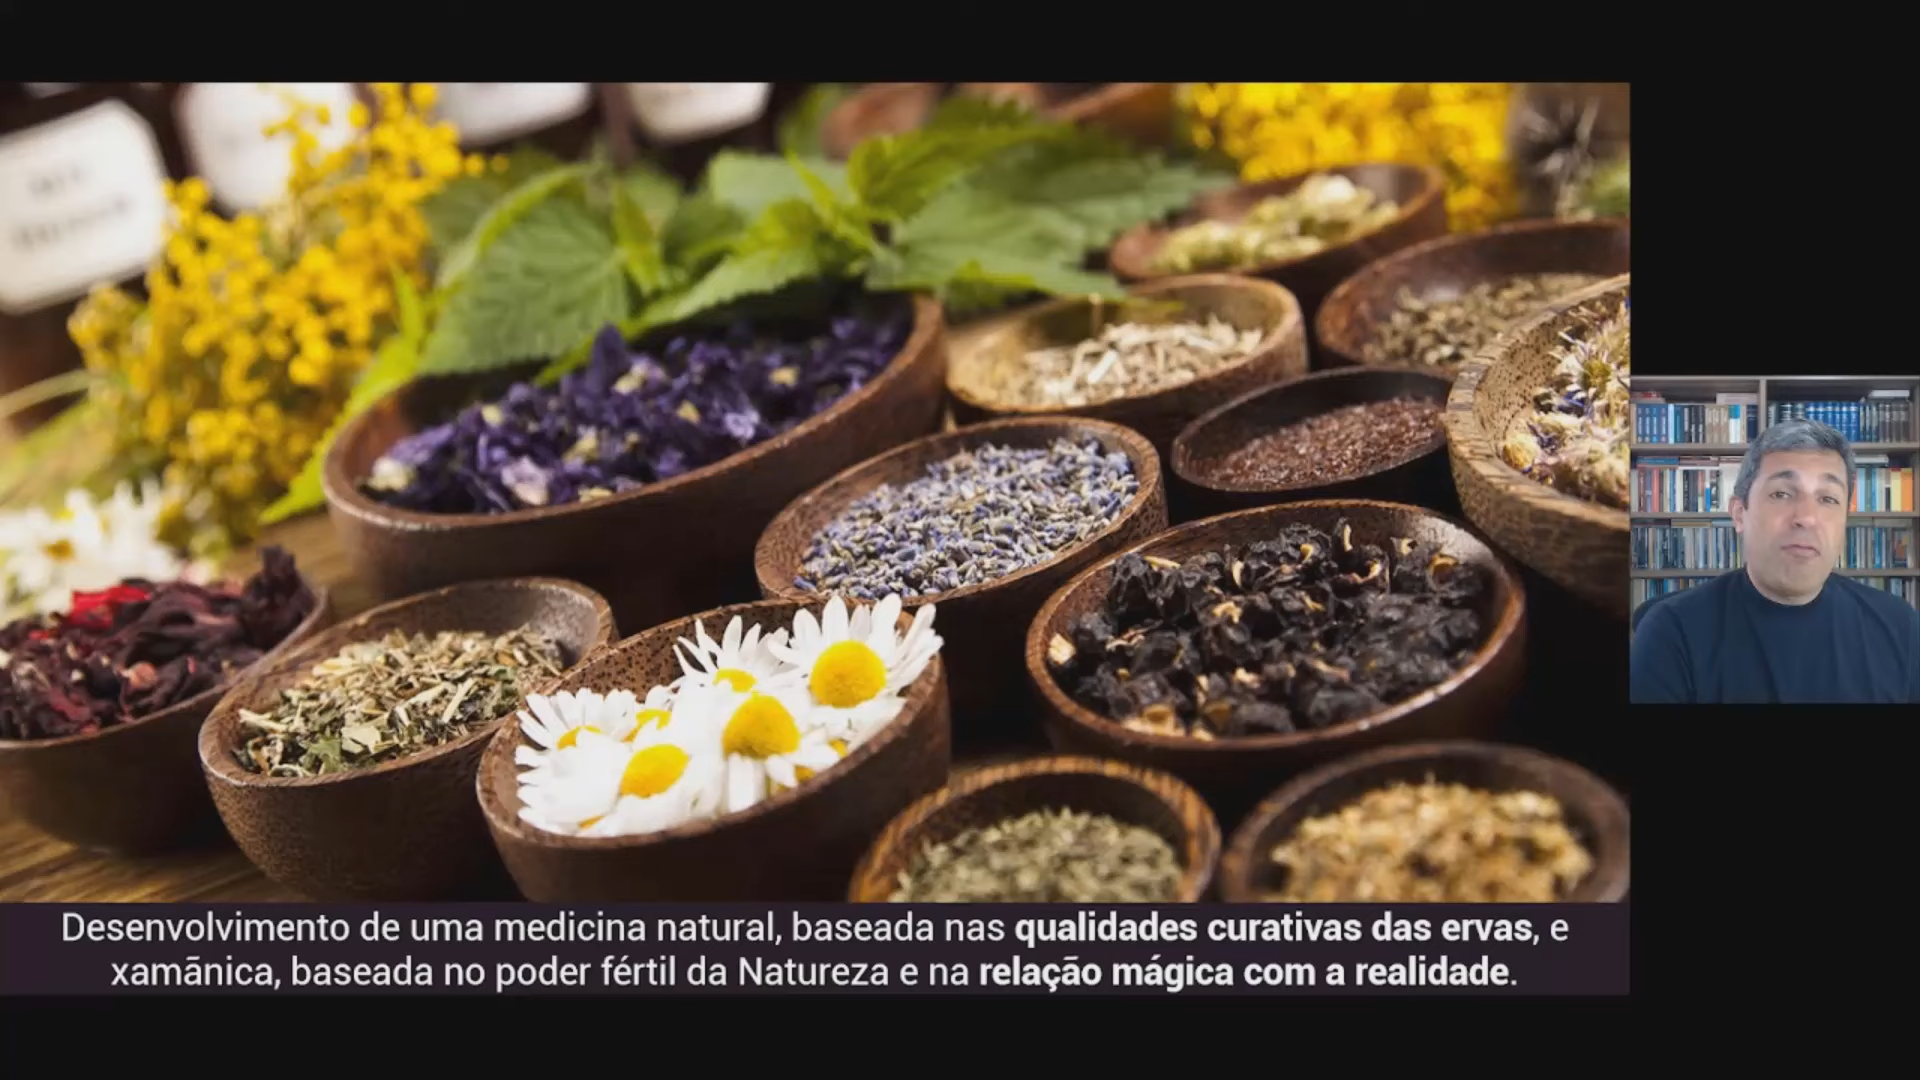 Desenvolvimento de uma medicina natural, baseada nas qualidades curativas das ervas, e
xamãnica, baseada no poder fértil da Natureza e na relação mágica com a realidade.